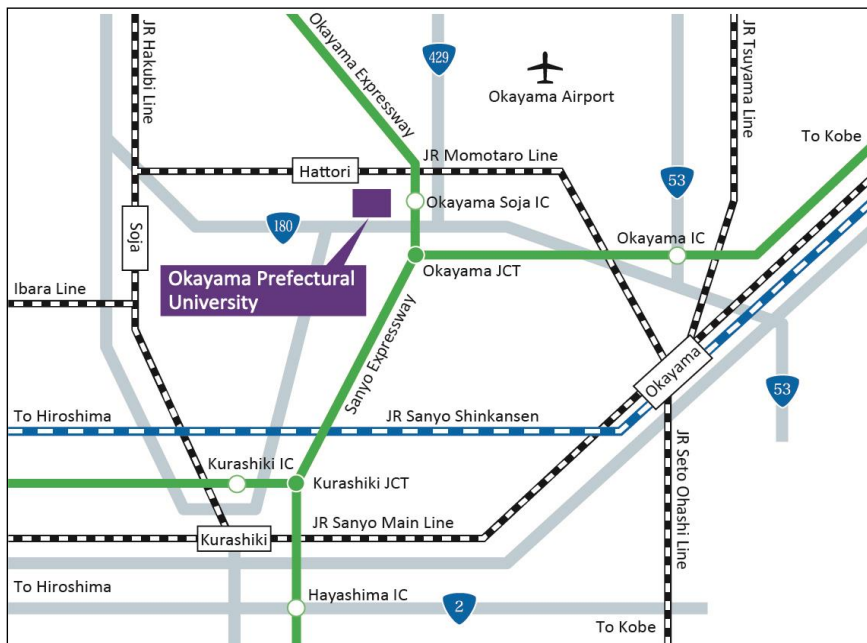 JR Hakubi Line
Okayama Expressway
429
Okayama Airport
JR Tsuyama Line
To Kobe
JR Momotaro Line
Hattori
53
Okayama Soja IC
Soja
180
Okayama IC
Okayama JCT
Okayama Prefectural
University
Ibara Line
Sanyo Expressway
Okayama
53
To Hiroshima
JR Sanyo Shinkansen
Kurashiki IC
Kurashiki JCT
JR Seto Ohashi Line
JR Sanyo Main Line
Kurashiki
To Hiroshima
Hayashima IC
2
To Kobe